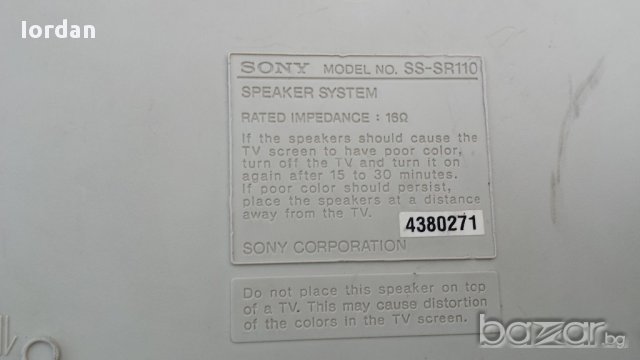 lordan
SONY MODEL NO. SS-SR110
SPEAKER SYSTEM
RATED IMPEDANCE : 16Ω
If the speakers should cause the
TV screen to have poor color,
turn off the TV and turn it on
again after 15 to 30 minutes.
If poor color should persist,
place the speakers at a distance
away from the TV.
4380271
SONY CORPORATION
Do not place this speaker on top
of a TV. This may cause distortion
of the colors in the TV screen.
bazar.bg